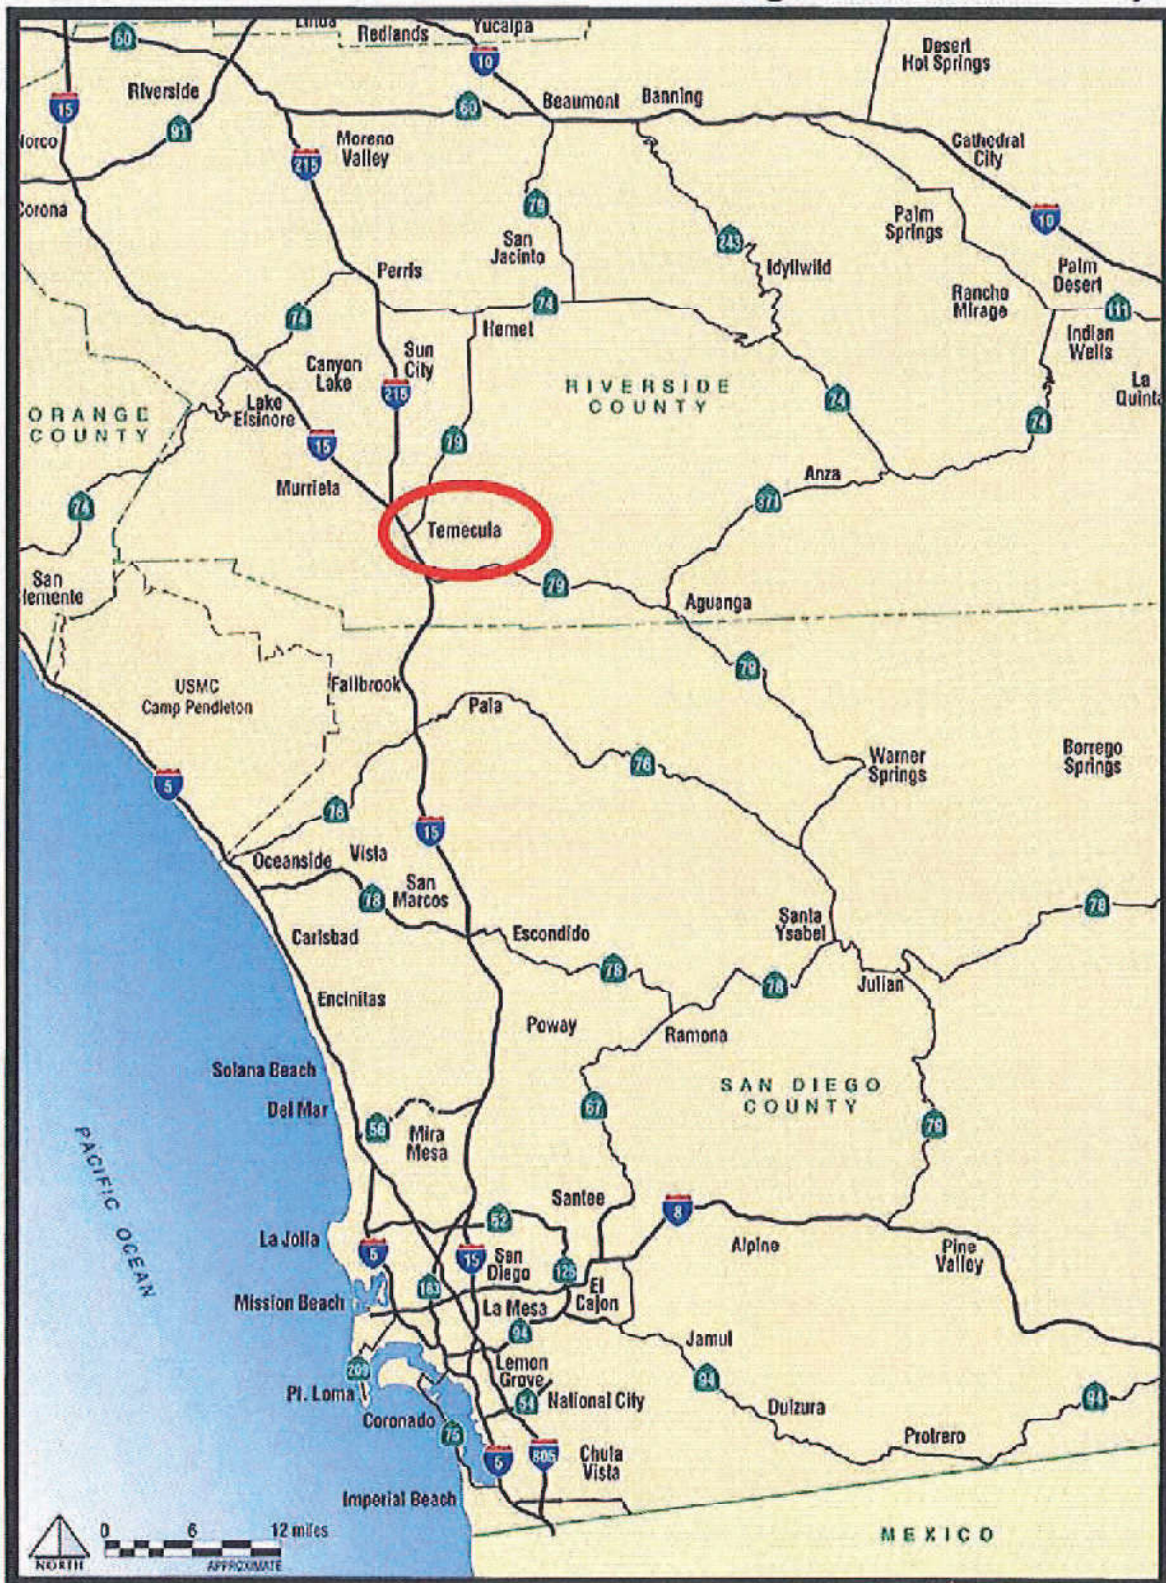 Redlands
Yucaipa
60
10
Desert
Hot Springs
Riverside
15
91
60
Beaumont
Banning
Moreno
Valley
215
Cathedral
City
79
San
Jacinto
243
Idyllwild
Palm
Springs
10
Palm
Desert
Rancho
Mirage
111
Indian
Wells
La
Perris
74
74
Hemet
Canyon
Lake
Sun
City
215
RIVERSIDE
COUNTY
74
74
ORANGE
COUNTY
Lake
Elsinore
15
79
Murrieta
Anza
371
74
Temecula
San
79
Aguanga
79
USMC
Camp Pendleton
Fallbrook
Pala
76
Warner
Springs
Borrego
Springs
5
76
15
Oceanside
Vista
San
Marcos
78
Carlsbad
Escondido
78
Santa
Ysabel
78
78
Julian
Encinitas
Poway
Ramona
Solana Beach
Del Mar
SAN DIEGO
COUNTY
56
Mira
Mesa
67
79
PACIFIC OCEAN
Santee
8
52
La Jolla
5
15
San
Diego
125
Alpine
Pine
Valley
163
El
Cajon
Mission Beach
La Mesa
94
Jamul
209
Lemon
Grove
94
94
Pt. Loma
54
National City
Coronado
75
Dulzura
Protrero
5
805
Chula
Vista
Imperial Beach
0 6 12 miles
APPROXIMATE
NORTH
MEXICO